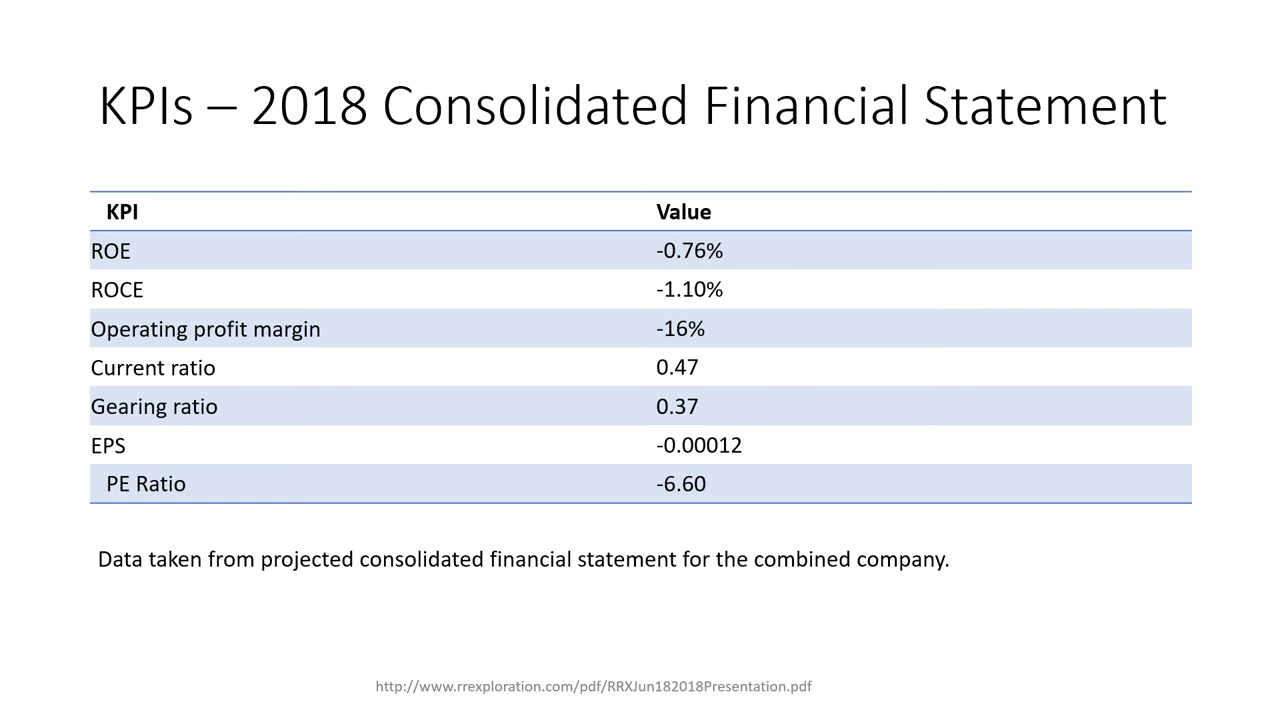 KPIs – 2018 Consolidated Financial Statement
KPI Value
ROE -0.76%
ROCE -1.10%
Operating profit margin -16%
Current ratio 0.47
Gearing ratio 0.37
EPS -0.00012
PE Ratio -6.60
Data taken from projected consolidated financial statement for the combined company.
http://www.rrexploration.com/pdf/RRXJun182018Presentation.pdf